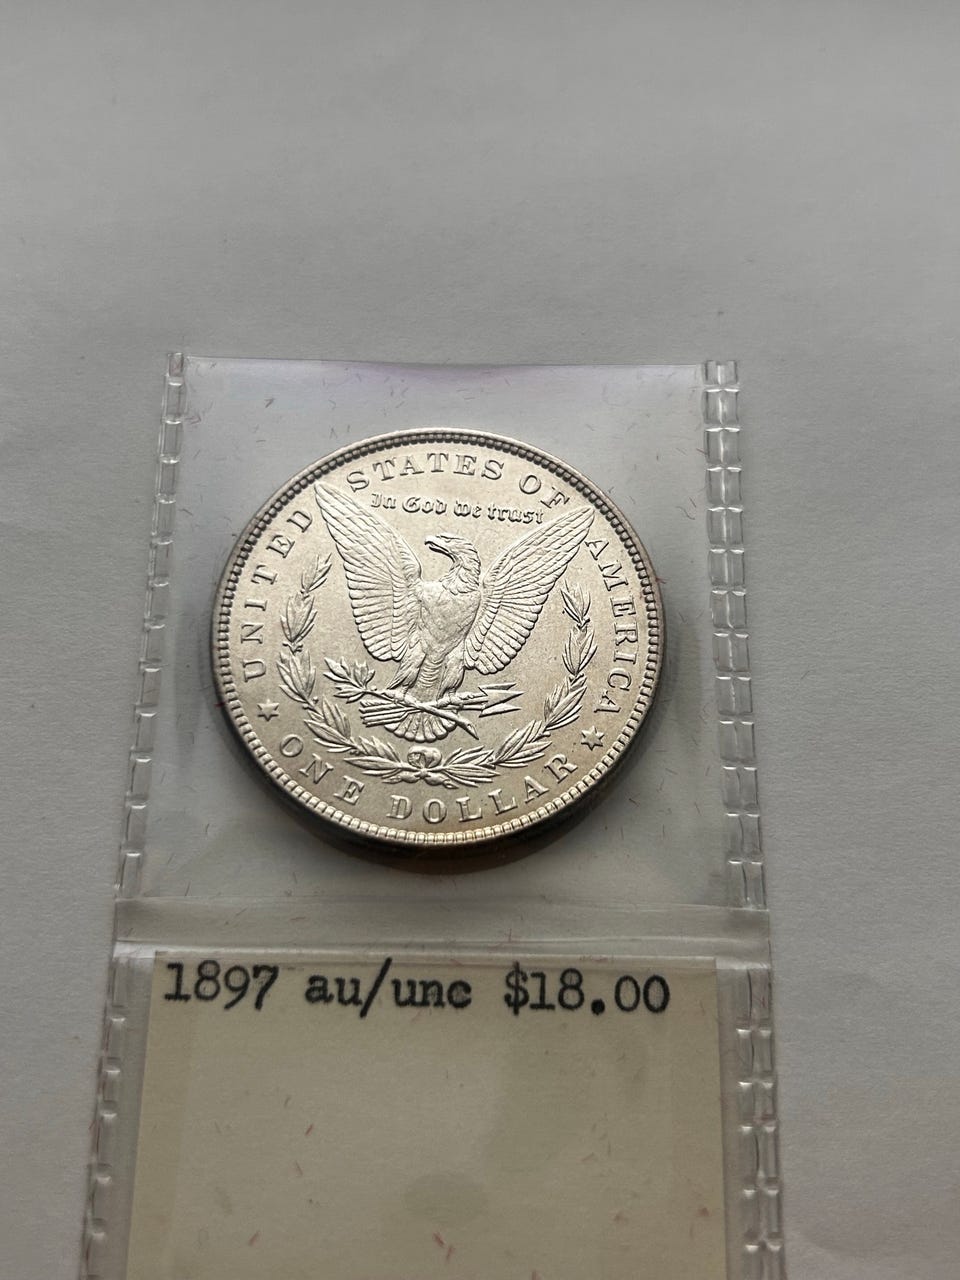 UNITED STATES OF AMERICA
In God we trust
ONE DOLLAR
1897 au/unc $18.00